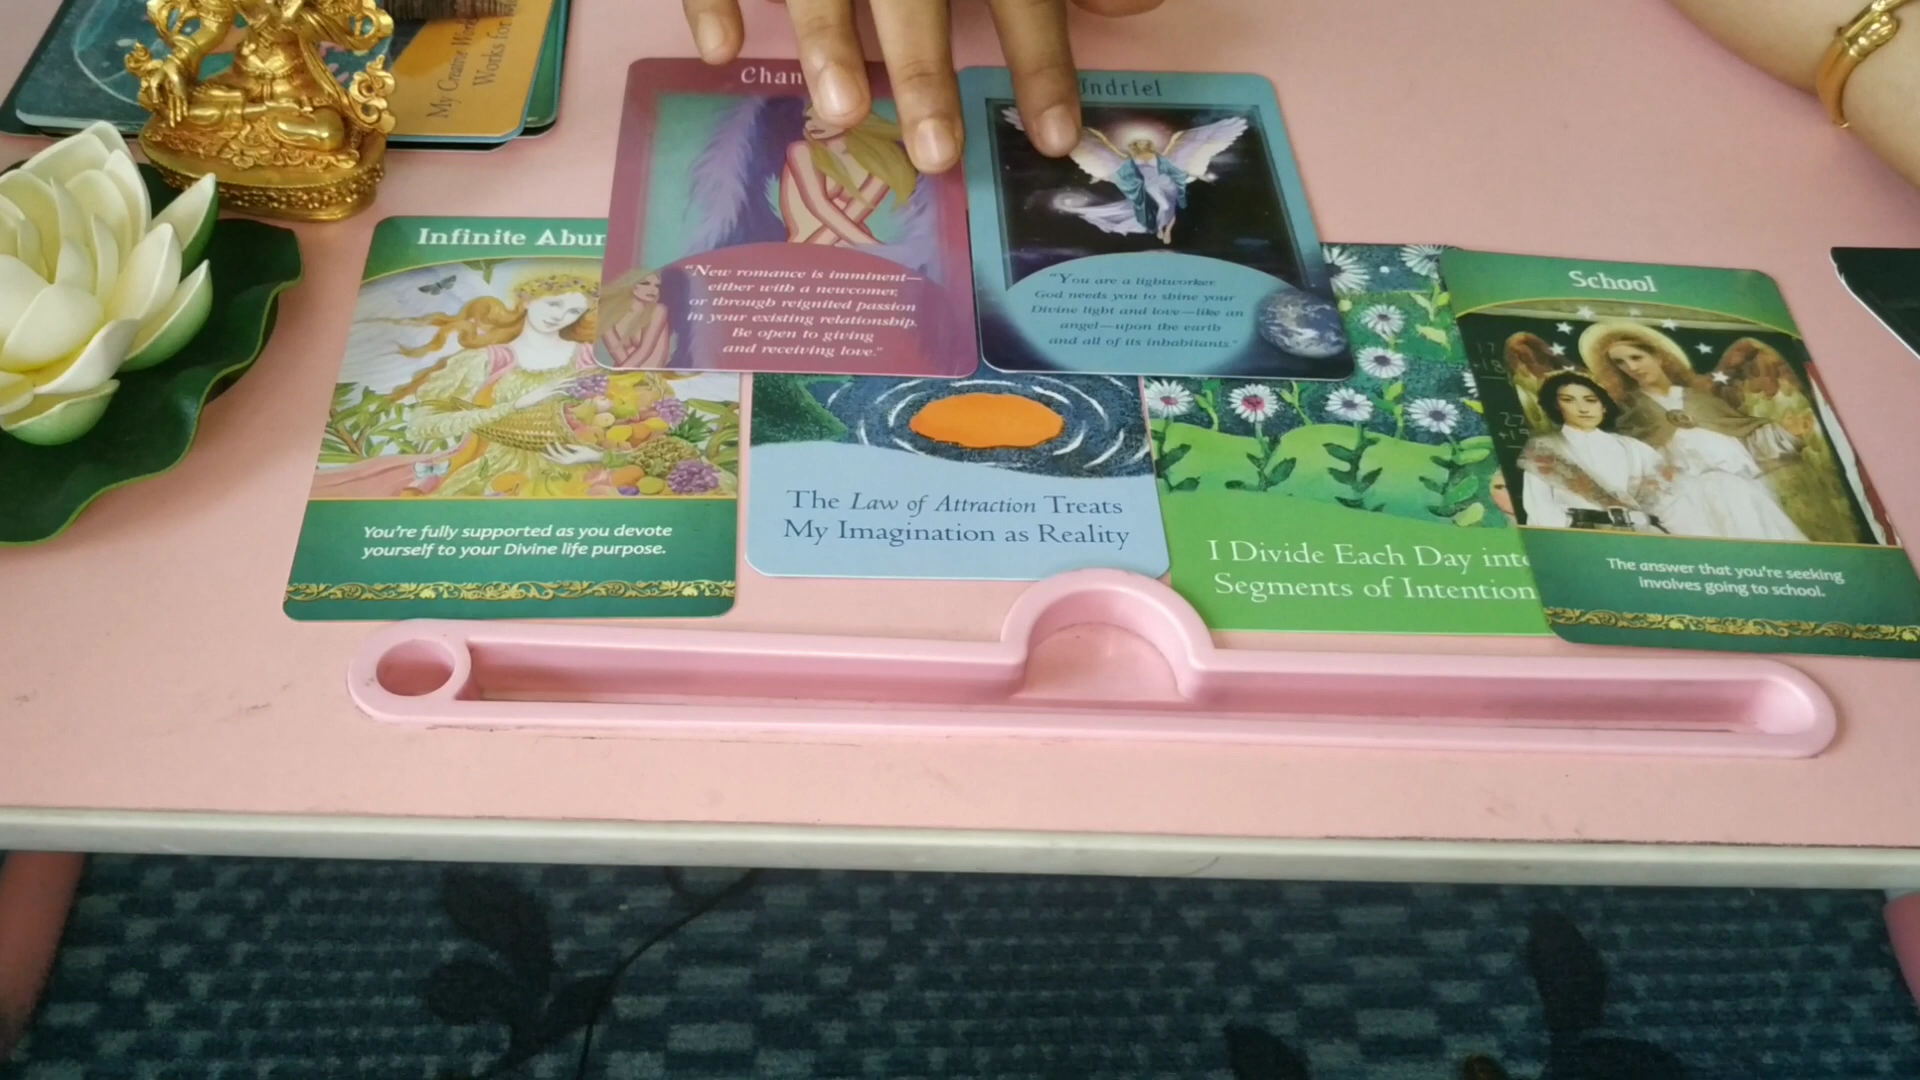 My Creative Wor
Works for
Chan
Indriel
Infinite Abun
"New romance is imminent—
either with a newcomer,
or through reignited passion
in your existing relationship.
Be open to giving
and receiving love."
"You are a lightworker.
God needs you to shine your
Divine light and love—like an
angel—upon the earth
and all of its inhabitants."
School
You're fully supported as you devote
yourself to your Divine life purpose.
The Law of Attraction Treats
My Imagination as Reality
I Divide Each Day into
Segments of Intention
The answer that you're seeking
involves going to school.